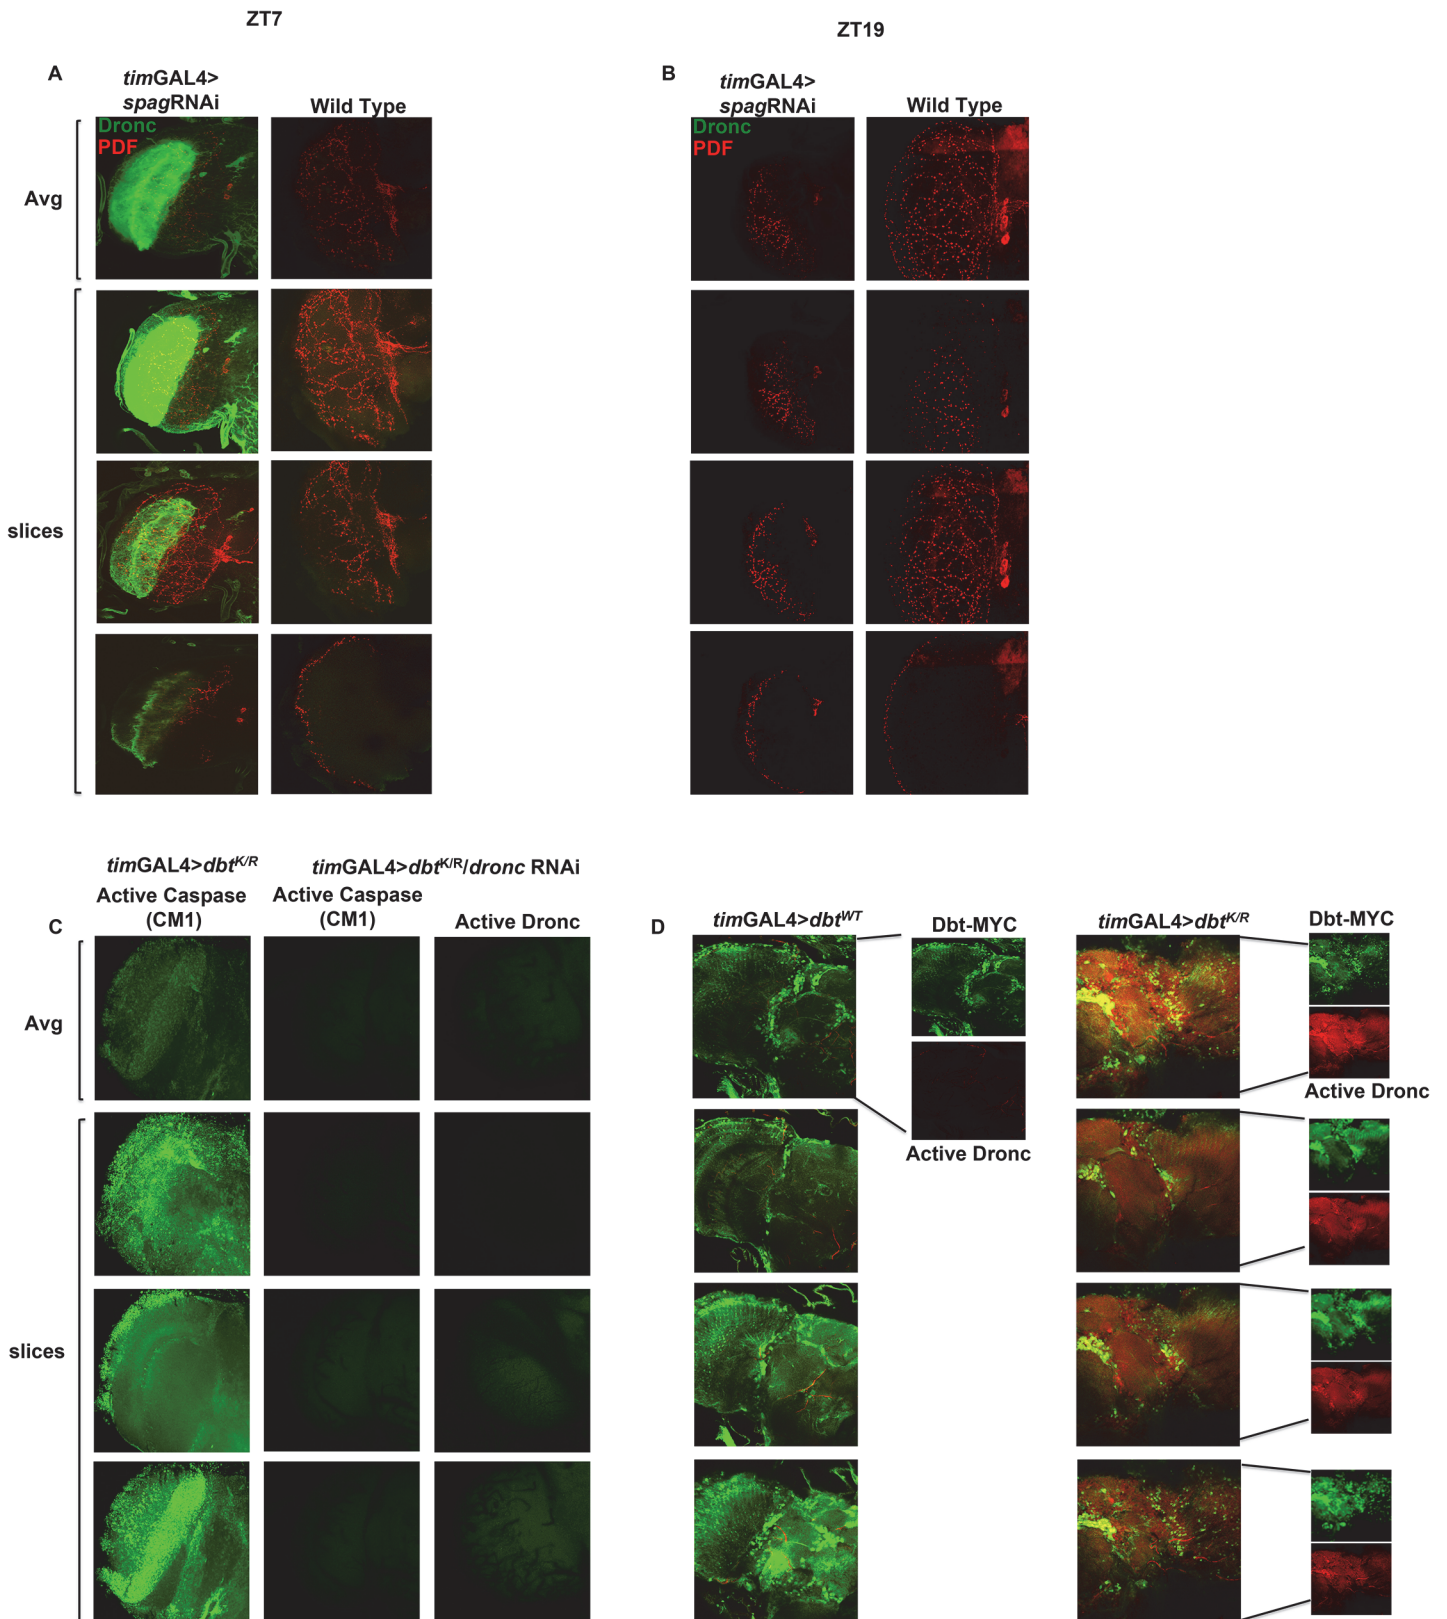 ZT7
ZT19
A
timGAL4>
spagRNAi
Wild Type
Dronc
PDF
Avg
slices
B
timGAL4>
spagRNAi
Wild Type
Dronc
PDF
timGAL4>dbtK/R
timGAL4>dbtK/R/dronc RNAi
C
Active Caspase
(CM1)
Active Caspase
(CM1)
Active Dronc
Avg
slices
D
timGAL4>dbtWT
Dbt-MYC
Active Dronc
timGAL4>dbtK/R
Dbt-MYC
Active Dronc